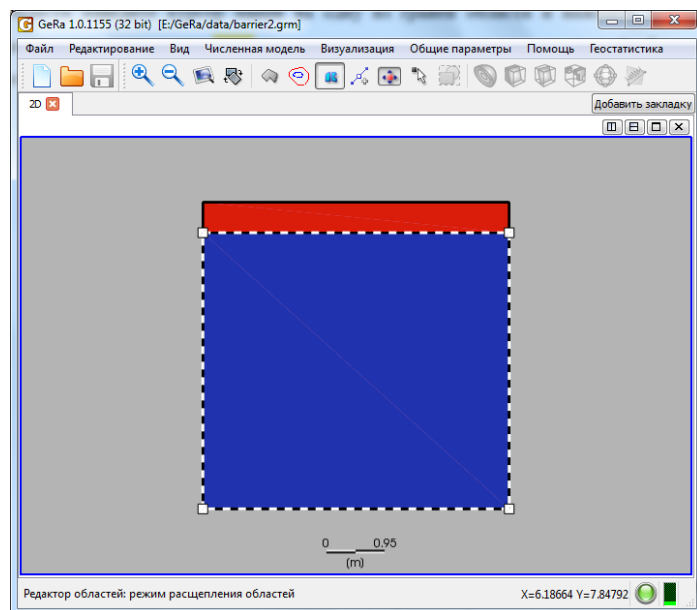 GeRa 1.0.1155 (32 bit) [E:/GeRa/data/barrier2.grm]
Файл Редактирование Вид Численная модель Визуализация Общие параметры Помощь Геостатистика
2D Добавить закладку
0 0.95
(m)
Редактор областей: режим расщепления областей X=6.18664 Y=7.84792